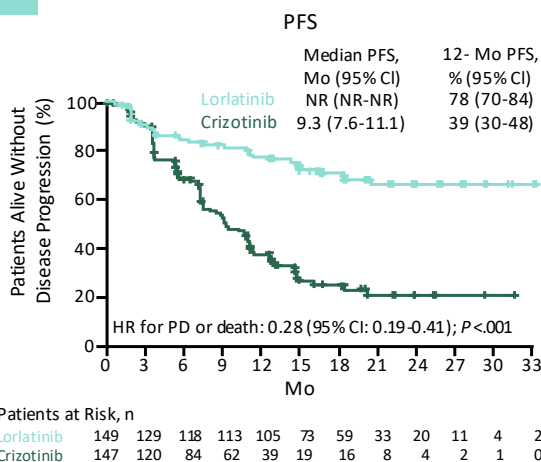 PFS
Median PFS, 12- Mo PFS,
Mo (95% CI) % (95% CI)
Lorlatinib NR (NR-NR) 78 (70-84)
Crizotinib 9.3 (7.6-11.1) 39 (30-48)
Patients Alive Without
Disease Progression (%)
100
80
60
40
20
0
HR for PD or death: 0.28 (95% CI: 0.19-0.41); P<.001
0 3 6 9 12 15 18 21 24 27 30 33
Mo
Patients at Risk, n
Lorlatinib 149 129 118 113 105 73 59 33 20 11 4 2
Crizotinib 147 120 84 62 39 19 16 8 4 2 1 0